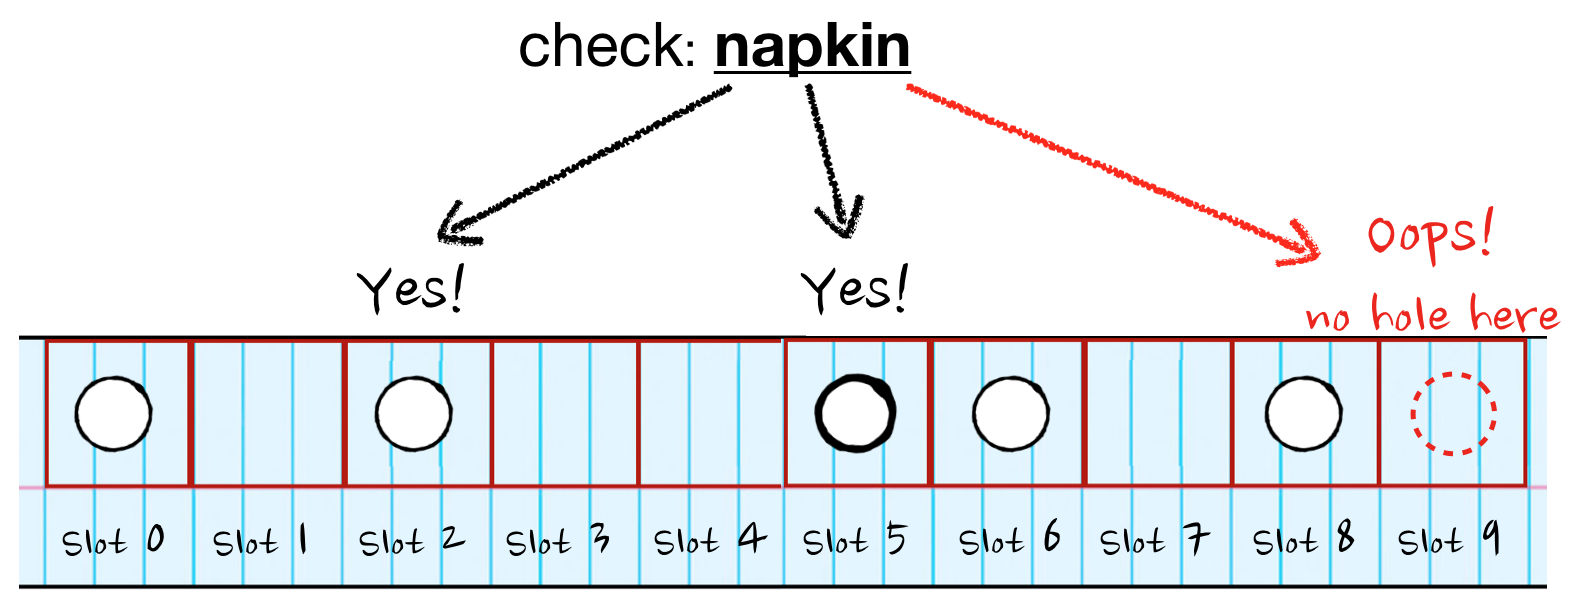 check: napkin
Oops!
Yes! Yes!
no hole here
Slot 0 Slot 1 Slot 2 Slot 3 Slot 4 Slot 5 Slot 6 Slot 7 Slot 8 Slot 9